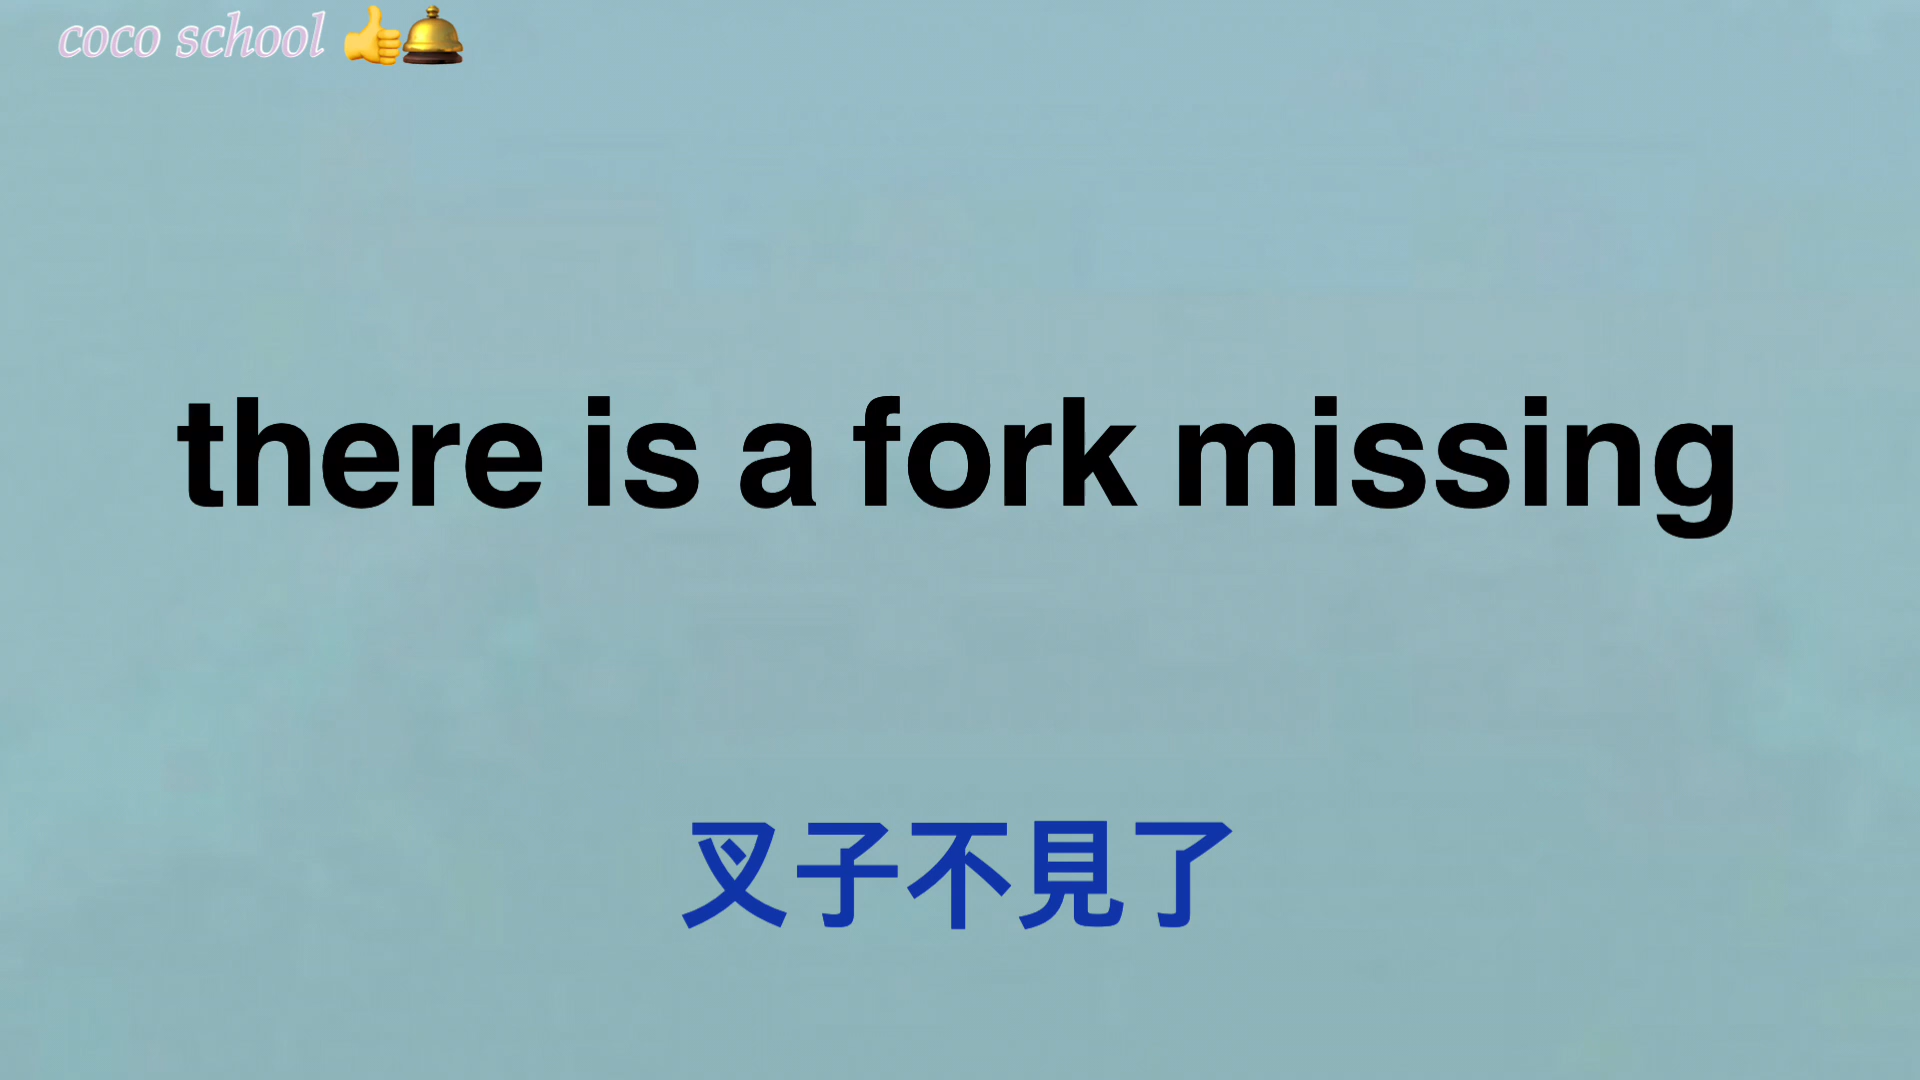 coco school 👍🛎️
there is a fork missing
叉子不見了